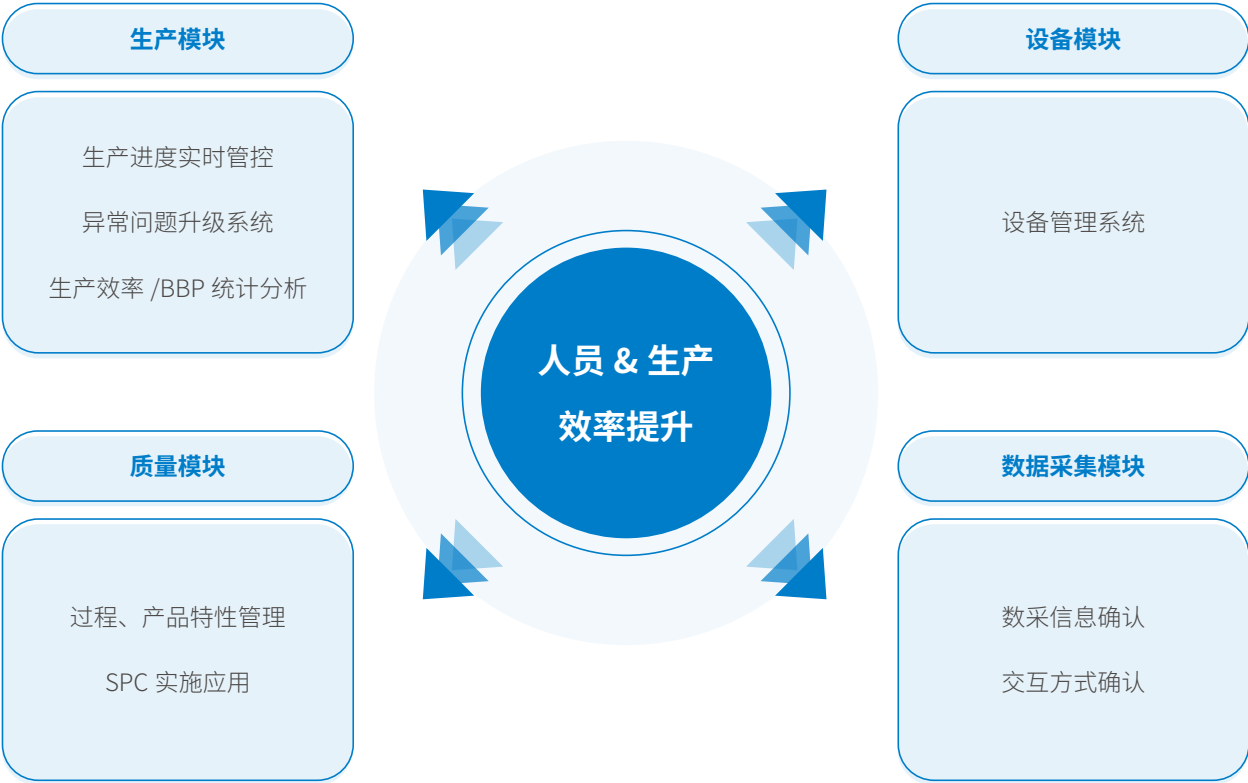 生产模块
生产进度实时管控
异常问题升级系统
生产效率 /BBP 统计分析
设备模块
设备管理系统
人员 & 生产
效率提升
质量模块
过程、产品特性管理
SPC 实施应用
数据采集模块
数采信息确认
交互方式确认